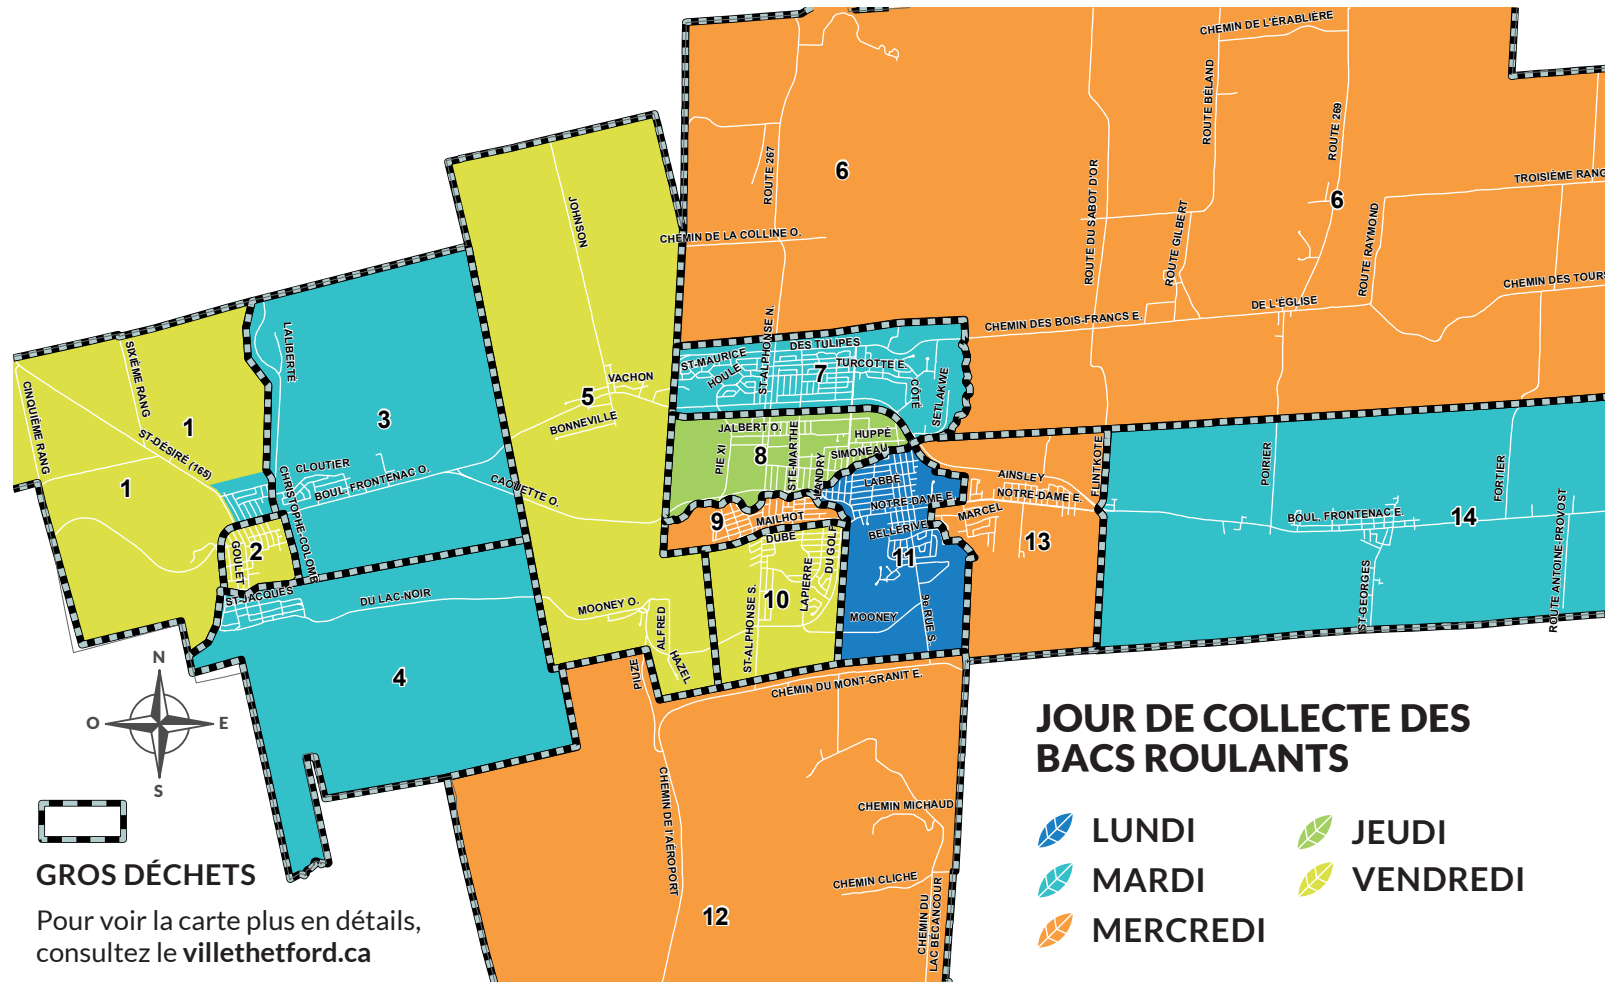 CHEMIN DE L'ÉRABLIÈRE
ROUTE BÉLAND
ROUTE 269
ROUTE 267
6
ROUTE DU SABOT D'OR
TROISIÈME RANG
6
ROUTE GILBERT
ROUTE RAYMOND
JOHNSON
CHEMIN DE LA COLLINE O.
CHEMIN DES TOURS
DE L'ÉGLISE
CHEMIN DES BOIS-FRANCS E.
ST-ALPHONSE N.
LALIBERTÉ
SIXIÈME RANG
CINQUIÈME RANG
DES TULIPES
ST-MAURICE
HOULE
7
TURCOTTE E.
CÔTÉ
SETLAKWE
VACHON
5
BONNEVILLE
1
3
ST-DÉSIRÉ (165)
JALBERT O.
HUPPÉ
PIE XI
8
STE-MARTHE
SIMONEAU
LANDRY
CLOUTIER
CHRISTOPHE-COLOMB
BOUL. FRONTENAC O.
CAOUETTE O.
1
LABBÉ
AINSLEY
FLINTKOTE
POIRIER
FORTIER
NOTRE-DAME E.
NOTRE-DAME E.
MARCEL
9
MAILHOT
DUBÉ
DU GOLF
BELLERIVE
11
13
BOUL. FRONTENAC E.
14
ROUTE ANTOINE-PROVOST
ST-GEORGES
2
GOULET
ST-JACQUES
DU LAC-NOIR
MOONEY O.
ALFRED
HAZEL
PIUZE
ST-ALPHONSE S.
10
LAPIERRE
MOONEY
9e RUE S.
4
CHEMIN DU MONT-GRANIT E.
CHEMIN DE l'AÉROPORT
CHEMIN MICHAUD
CHEMIN CLICHE
CHEMIN DU
LAC BÉCANCOUR
12
N
O
E
S
GROS DÉCHETS
Pour voir la carte plus en détails,
consultez le villethetford.ca
JOUR DE COLLECTE DES
BACS ROULANTS
LUNDI
MARDI
MERCREDI
JEUDI
VENDREDI